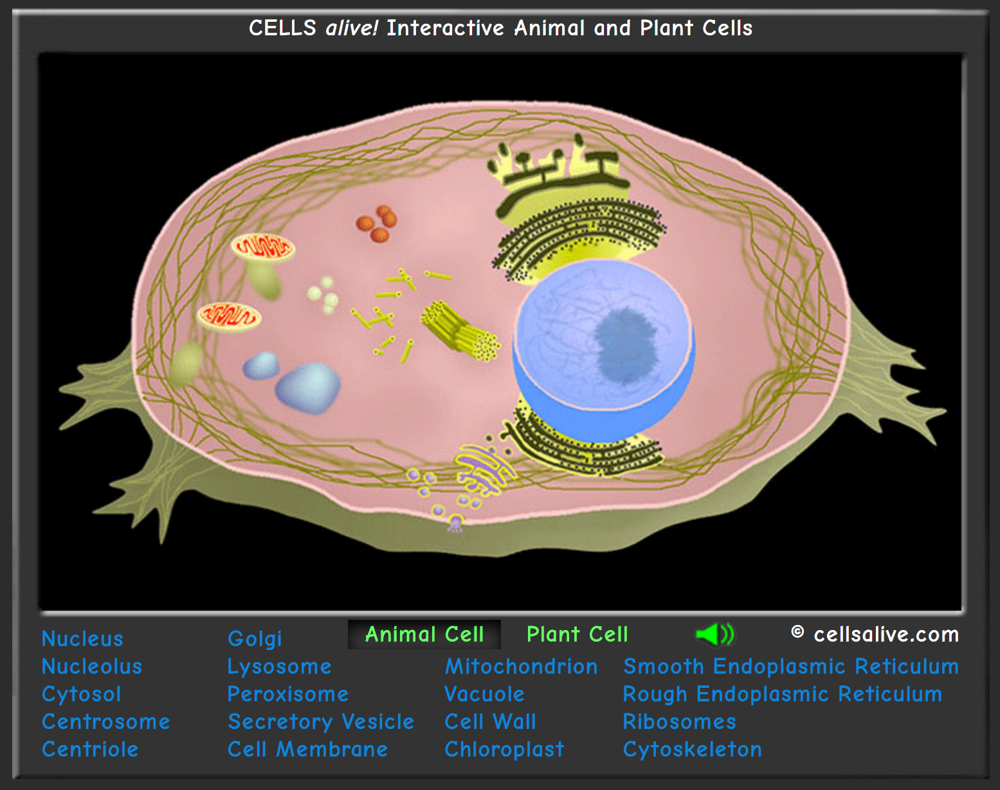 CELLS alive! Interactive Animal and Plant Cells
Animal Cell
Plant Cell
© cellsalive.com
Nucleus
Nucleolus
Cytosol
Centrosome
Centriole
Golgi
Lysosome
Peroxisome
Secretory Vesicle
Cell Membrane
Mitochondrion
Vacuole
Cell Wall
Chloroplast
Smooth Endoplasmic Reticulum
Rough Endoplasmic Reticulum
Ribosomes
Cytoskeleton